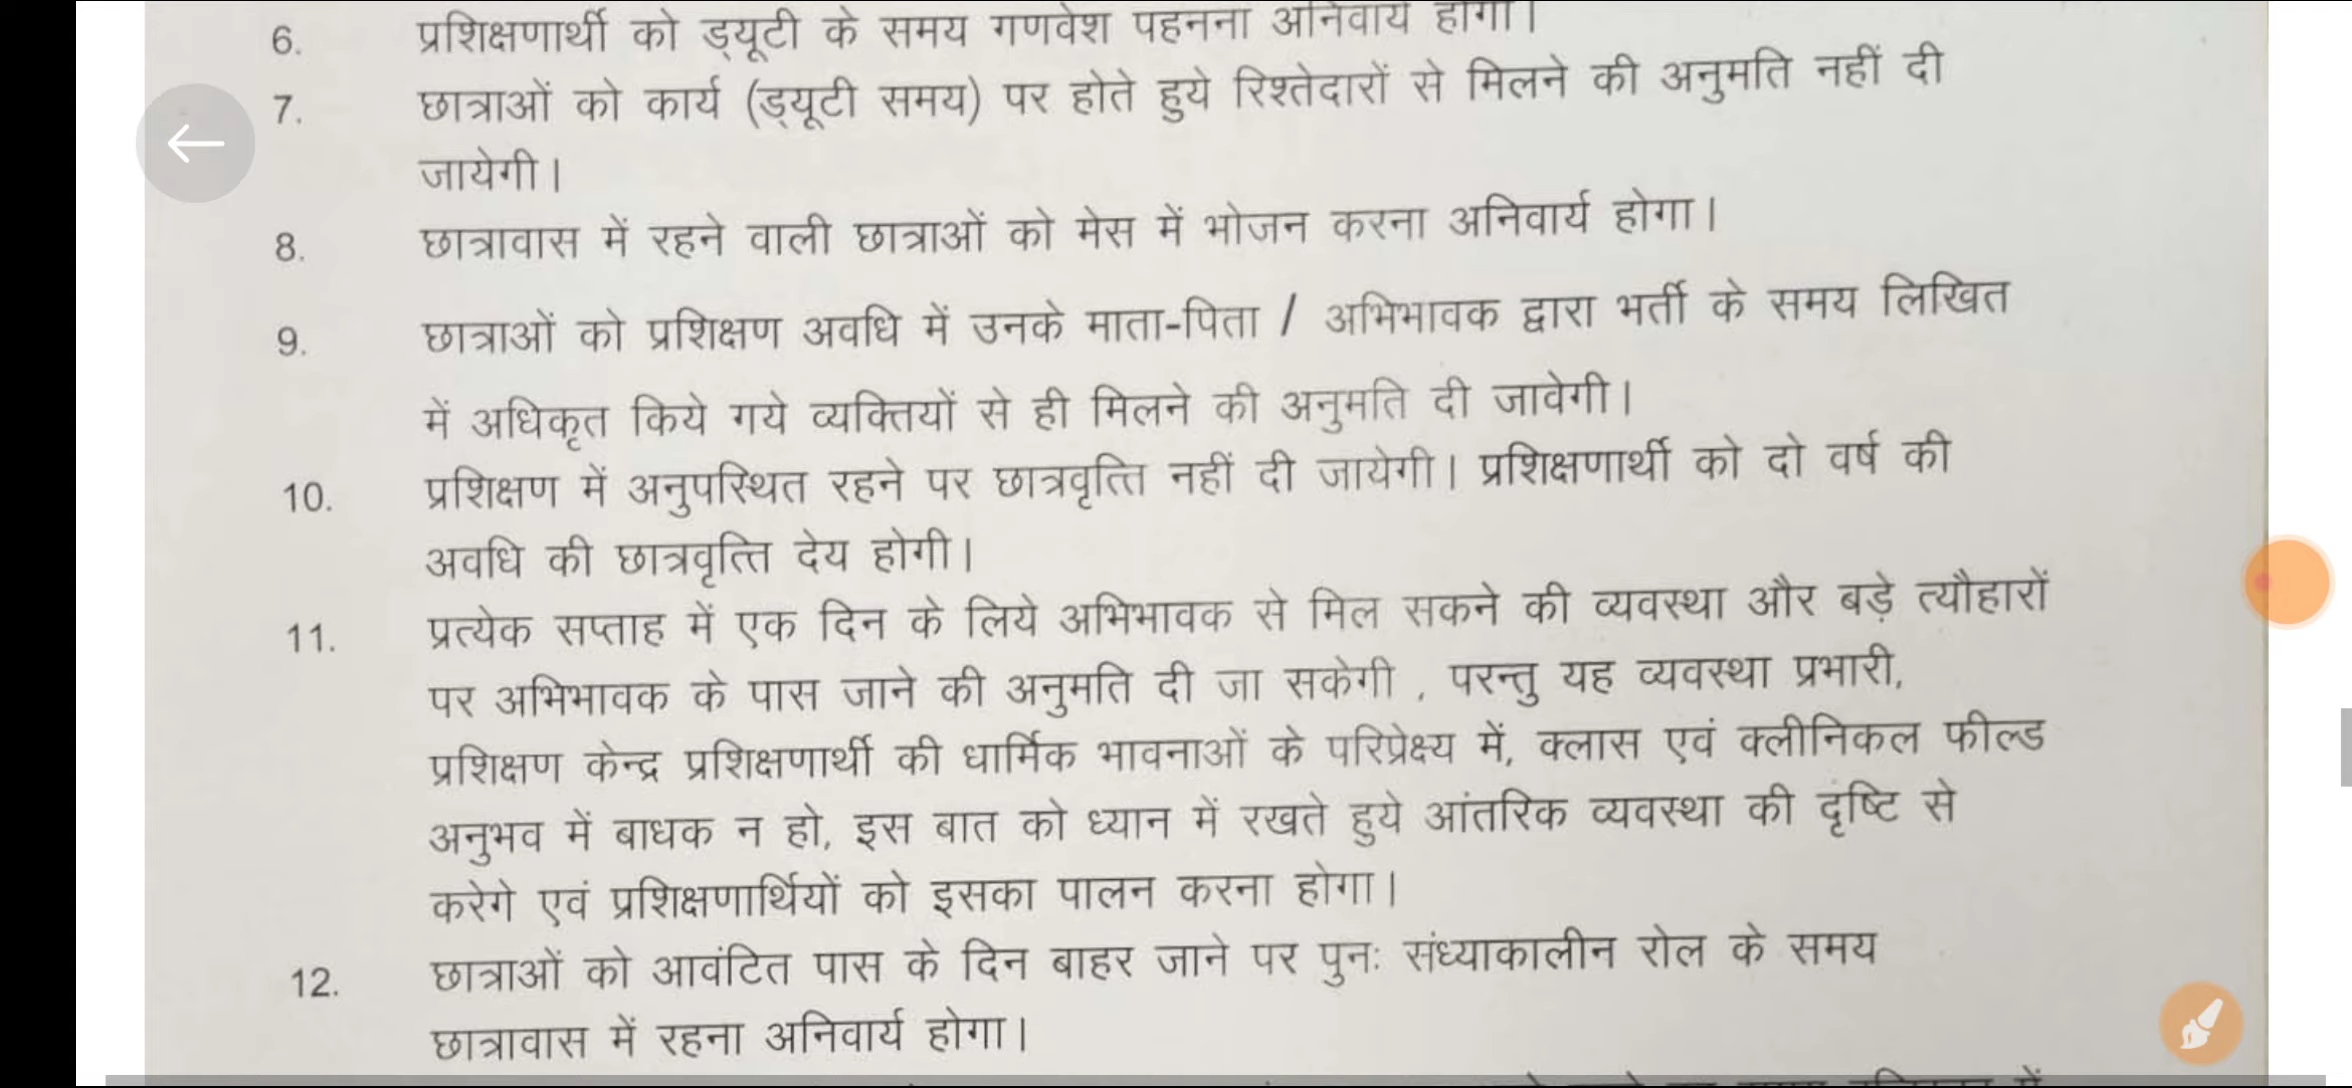 6. प्रशिक्षणार्थी को ड्यूटी के समय गणवेश पहनना अनिवार्य होगा।
7. छात्राओं को कार्य (ड्यूटी समय) पर होते हुये रिश्तेदारों से मिलने की अनुमति नहीं दी
जायेगी।
8. छात्रावास में रहने वाली छात्राओं को मेस में भोजन करना अनिवार्य होगा।
9. छात्राओं को प्रशिक्षण अवधि में उनके माता-पिता / अभिभावक द्वारा भर्ती के समय लिखित
में अधिकृत किये गये व्यक्तियों से ही मिलने की अनुमति दी जावेगी।
10. प्रशिक्षण में अनुपस्थित रहने पर छात्रवृत्ति नहीं दी जायेगी। प्रशिक्षणार्थी को दो वर्ष की
अवधि की छात्रवृत्ति देय होगी।
11. प्रत्येक सप्ताह में एक दिन के लिये अभिभावक से मिल सकने की व्यवस्था और बड़े त्यौहारों
पर अभिभावक के पास जाने की अनुमति दी जा सकेगी , परन्तु यह व्यवस्था प्रभारी,
प्रशिक्षण केन्द्र प्रशिक्षणार्थी की धार्मिक भावनाओं के परिप्रेक्ष्य में, क्लास एवं क्लीनिकल फील्ड
अनुभव में बाधक न हो, इस बात को ध्यान में रखते हुये आंतरिक व्यवस्था की दृष्टि से
करेगे एवं प्रशिक्षणार्थियों को इसका पालन करना होगा।
12. छात्राओं को आवंटित पास के दिन बाहर जाने पर पुनः संध्याकालीन रोल के समय
छात्रावास में रहना अनिवार्य होगा।